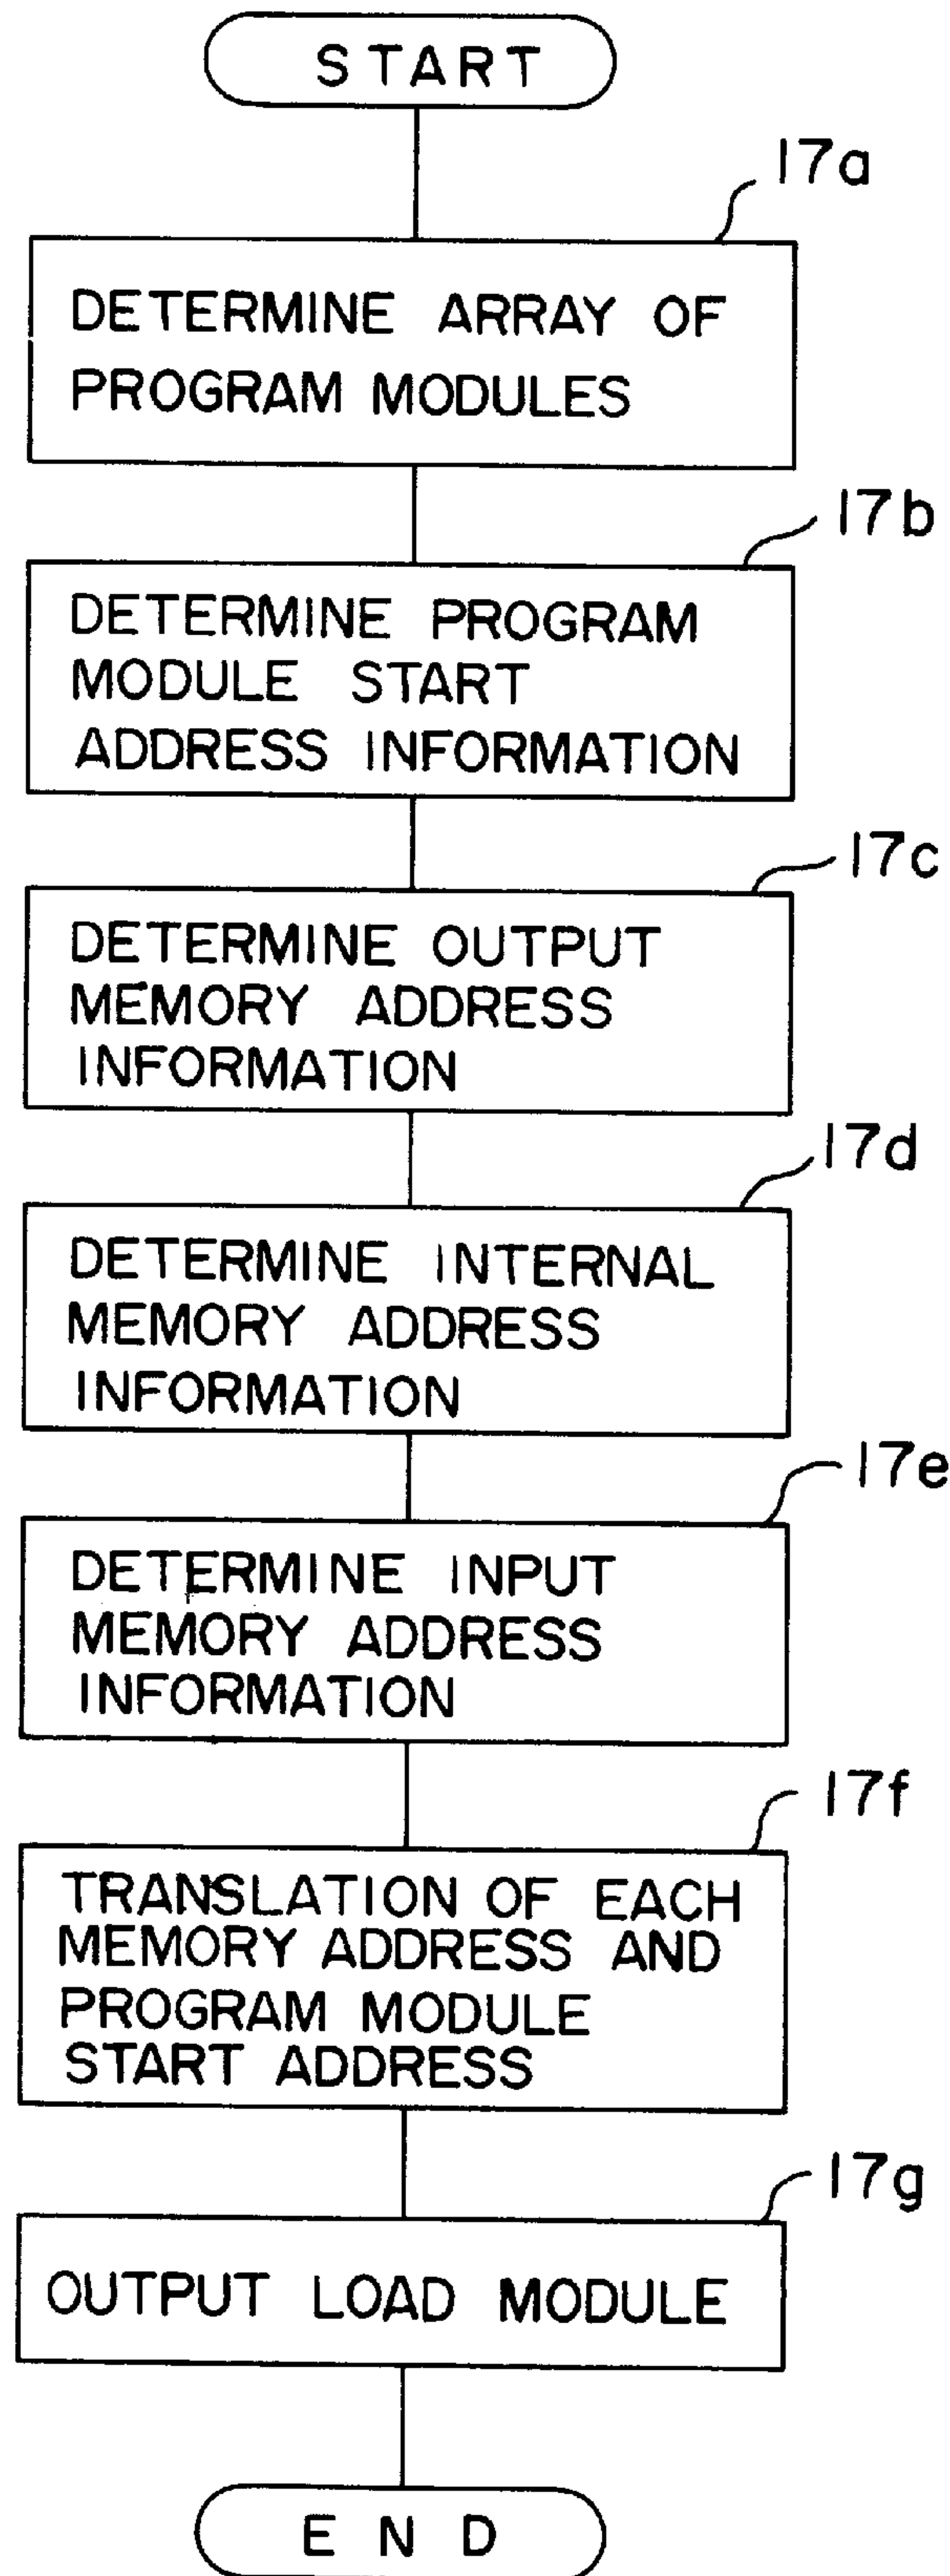 START
17a
DETERMINE ARRAY OF
PROGRAM MODULES
17b
DETERMINE PROGRAM
MODULE START
ADDRESS INFORMATION
17c
DETERMINE OUTPUT
MEMORY ADDRESS
INFORMATION
17d
DETERMINE INTERNAL
MEMORY ADDRESS
INFORMATION
17e
DETERMINE INPUT
MEMORY ADDRESS
INFORMATION
17f
TRANSLATION OF EACH
MEMORY ADDRESS AND
PROGRAM MODULE
START ADDRESS
17g
OUTPUT LOAD MODULE
END